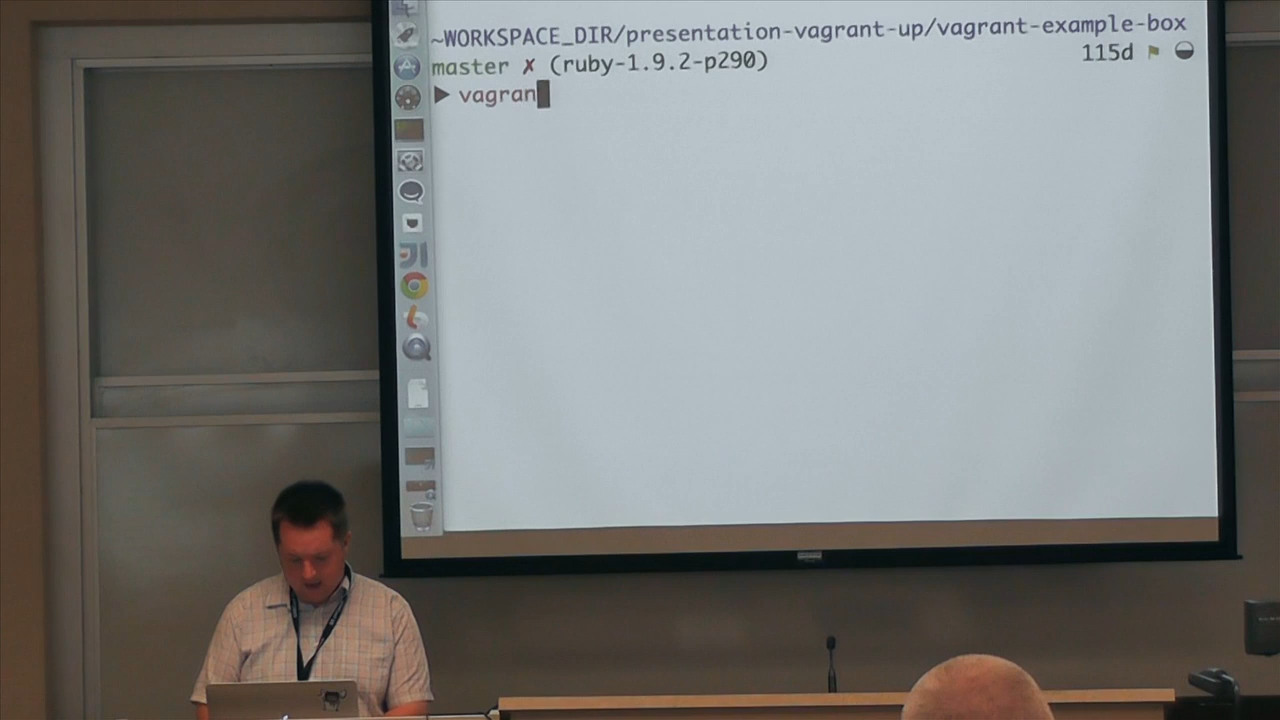 ~WORKSPACE_DIR/presentation-vagrant-up/vagrant-example-box
master ✗ (ruby-1.9.2-p290) 115d
▶ vagran